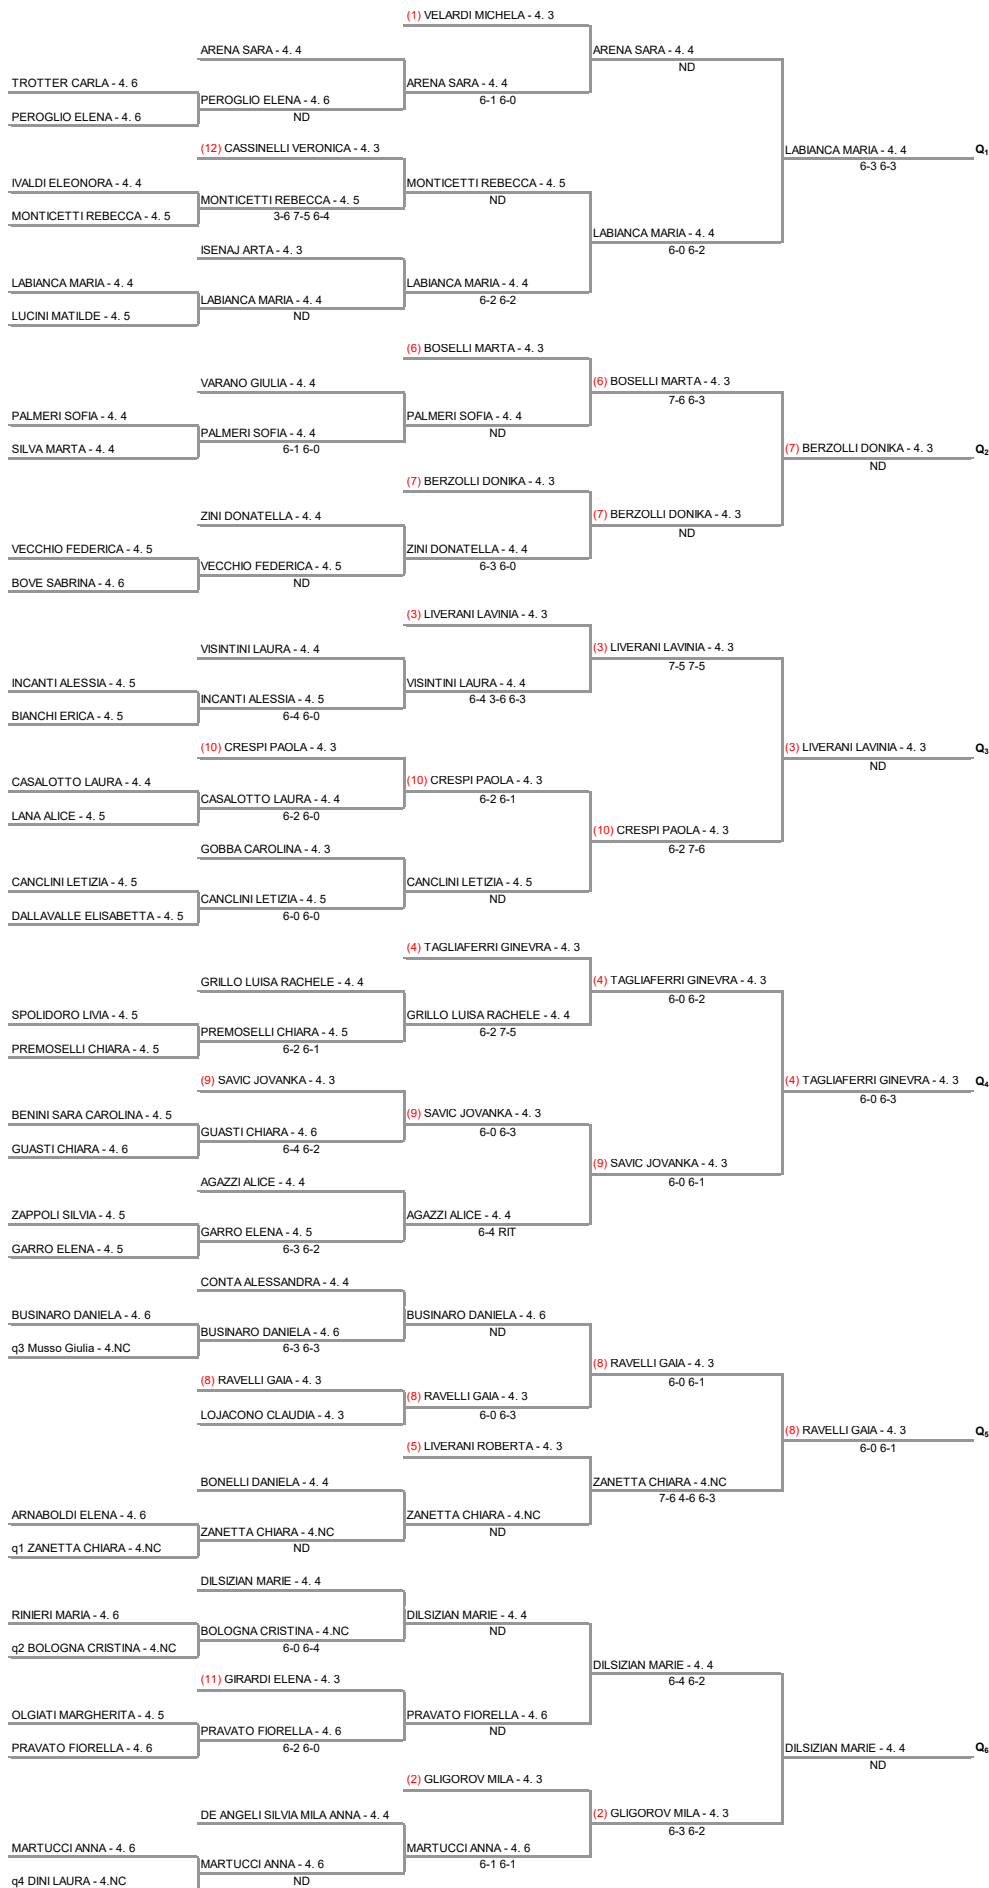 (1) VELARDI MICHELA - 4. 3
ARENA SARA - 4. 4
ARENA SARA - 4. 4
ND
TROTTER CARLA - 4. 6
ARENA SARA - 4. 4
6-1 6-0
PEROGLIO ELENA - 4. 6
ND
PEROGLIO ELENA - 4. 6
(12) CASSINELLI VERONICA - 4. 3
LABIANCA MARIA - 4. 4
Q1
6-3 6-3
IVALDI ELEONORA - 4. 4
MONTICETTI REBECCA - 4. 5
ND
MONTICETTI REBECCA - 4. 5
3-6 7-5 6-4
MONTICETTI REBECCA - 4. 5
LABIANCA MARIA - 4. 4
6-0 6-2
ISENAJ ARTA - 4. 3
LABIANCA MARIA - 4. 4
LABIANCA MARIA - 4. 4
6-2 6-2
LABIANCA MARIA - 4. 4
ND
LUCINI MATILDE - 4. 5
(6) BOSELLI MARTA - 4. 3
VARANO GIULIA - 4. 4
(6) BOSELLI MARTA - 4. 3
7-6 6-3
PALMERI SOFIA - 4. 4
PALMERI SOFIA - 4. 4
ND
PALMERI SOFIA - 4. 4
6-1 6-0
SILVA MARTA - 4. 4
(7) BERZOLLI DONIKA - 4. 3
Q2
ND
(7) BERZOLLI DONIKA - 4. 3
ZINI DONATELLA - 4. 4
(7) BERZOLLI DONIKA - 4. 3
ND
VECCHIO FEDERICA - 4. 5
ZINI DONATELLA - 4. 4
6-3 6-0
VECCHIO FEDERICA - 4. 5
ND
BOVE SABRINA - 4. 6
(3) LIVERANI LAVINIA - 4. 3
VISINTINI LAURA - 4. 4
(3) LIVERANI LAVINIA - 4. 3
7-5 7-5
INCANTI ALESSIA - 4. 5
VISINTINI LAURA - 4. 4
6-4 3-6 6-3
INCANTI ALESSIA - 4. 5
6-4 6-0
BIANCHI ERICA - 4. 5
(10) CRESPI PAOLA - 4. 3
(3) LIVERANI LAVINIA - 4. 3
Q3
ND
CASALOTTO LAURA - 4. 4
(10) CRESPI PAOLA - 4. 3
6-2 6-1
CASALOTTO LAURA - 4. 4
6-2 6-0
LANA ALICE - 4. 5
(10) CRESPI PAOLA - 4. 3
6-2 7-6
GOBBA CAROLINA - 4. 3
CANCLINI LETIZIA - 4. 5
CANCLINI LETIZIA - 4. 5
ND
CANCLINI LETIZIA - 4. 5
6-0 6-0
DALLAVALLE ELISABETTA - 4. 5
(4) TAGLIAFERRI GINEVRA - 4. 3
GRILLO LUISA RACHELE - 4. 4
(4) TAGLIAFERRI GINEVRA - 4. 3
6-0 6-2
SPOLIDORO LIVIA - 4. 5
GRILLO LUISA RACHELE - 4. 4
6-2 7-5
PREMOSELLI CHIARA - 4. 5
6-2 6-1
PREMOSELLI CHIARA - 4. 5
(9) SAVIC JOVANKA - 4. 3
(4) TAGLIAFERRI GINEVRA - 4. 3
Q4
6-0 6-3
BENINI SARA CAROLINA - 4. 5
(9) SAVIC JOVANKA - 4. 3
6-0 6-3
GUASTI CHIARA - 4. 6
6-4 6-2
GUASTI CHIARA - 4. 6
(9) SAVIC JOVANKA - 4. 3
6-0 6-1
AGAZZI ALICE - 4. 4
ZAPPOLI SILVIA - 4. 5
AGAZZI ALICE - 4. 4
6-4 RIT
GARRO ELENA - 4. 5
6-3 6-2
GARRO ELENA - 4. 5
CONTA ALESSANDRA - 4. 4
BUSINARO DANIELA - 4. 6
BUSINARO DANIELA - 4. 6
ND
BUSINARO DANIELA - 4. 6
6-3 6-3
q3 Musso Giulia - 4.NC
(8) RAVELLI GAIA - 4. 3
6-0 6-1
(8) RAVELLI GAIA - 4. 3
(8) RAVELLI GAIA - 4. 3
6-0 6-3
LOJACONO CLAUDIA - 4. 3
(8) RAVELLI GAIA - 4. 3
Q5
6-0 6-1
(5) LIVERANI ROBERTA - 4. 3
BONELLI DANIELA - 4. 4
ZANETTA CHIARA - 4.NC
7-6 4-6 6-3
ARNABOLDI ELENA - 4. 6
ZANETTA CHIARA - 4.NC
ND
ZANETTA CHIARA - 4.NC
ND
q1 ZANETTA CHIARA - 4.NC
DILSIZIAN MARIE - 4. 4
RINIERI MARIA - 4. 6
DILSIZIAN MARIE - 4. 4
ND
BOLOGNA CRISTINA - 4.NC
6-0 6-4
q2 BOLOGNA CRISTINA - 4.NC
DILSIZIAN MARIE - 4. 4
6-4 6-2
(11) GIRARDI ELENA - 4. 3
OLGIATI MARGHERITA - 4. 5
PRAVATO FIORELLA - 4. 6
ND
PRAVATO FIORELLA - 4. 6
6-2 6-0
PRAVATO FIORELLA - 4. 6
DILSIZIAN MARIE - 4. 4
Q6
ND
(2) GLIGOROV MILA - 4. 3
DE ANGELI SILVIA MILA ANNA - 4. 4
(2) GLIGOROV MILA - 4. 3
6-3 6-2
MARTUCCI ANNA - 4. 6
MARTUCCI ANNA - 4. 6
6-1 6-1
MARTUCCI ANNA - 4. 6
ND
q4 DINI LAURA - 4.NC